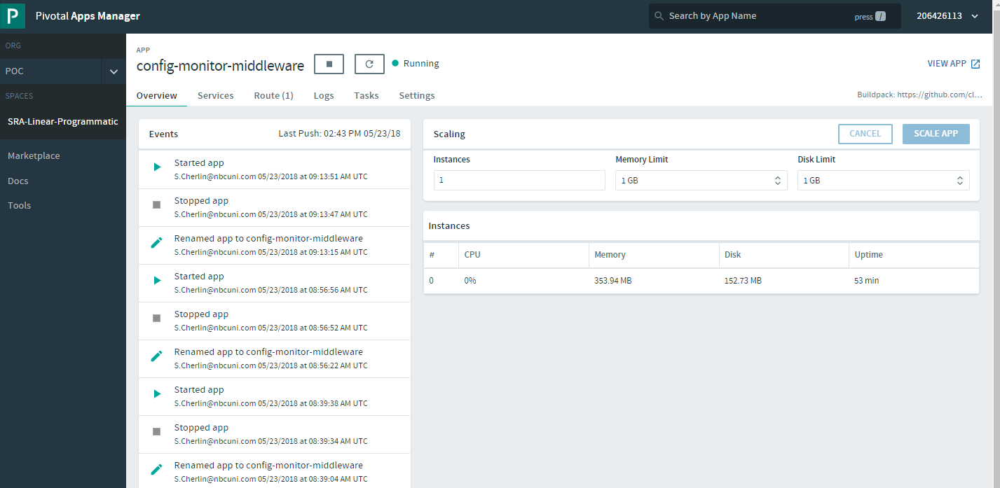 P Pivotal Apps Manager
Search by App Name press /
206426113
ORG
POC
SPACES
SRA-Linear-Programmatic
Marketplace
Docs
Tools
APP
config-monitor-middleware
Running
VIEW APP
Overview Services Route (1) Logs Tasks Settings
Buildpack: https://github.com/cl…
Events Last Push: 02:43 PM 05/23/18
Started app
S.Cherlin@nbcuni.com 05/23/2018 at 09:13:51 AM UTC
Stopped app
S.Cherlin@nbcuni.com 05/23/2018 at 09:13:47 AM UTC
Renamed app to config-monitor-middleware
S.Cherlin@nbcuni.com 05/23/2018 at 09:13:15 AM UTC
Started app
S.Cherlin@nbcuni.com 05/23/2018 at 08:56:56 AM UTC
Stopped app
S.Cherlin@nbcuni.com 05/23/2018 at 08:56:52 AM UTC
Renamed app to config-monitor-middleware
S.Cherlin@nbcuni.com 05/23/2018 at 08:56:22 AM UTC
Started app
S.Cherlin@nbcuni.com 05/23/2018 at 08:39:38 AM UTC
Stopped app
S.Cherlin@nbcuni.com 05/23/2018 at 08:39:34 AM UTC
Renamed app to config-monitor-middleware
S.Cherlin@nbcuni.com 05/23/2018 at 08:39:04 AM UTC
Scaling CANCEL SCALE APP
Instances Memory Limit Disk Limit
1 1 GB 1 GB
Instances
# CPU Memory Disk Uptime
0 0% 353.94 MB 152.73 MB 53 min